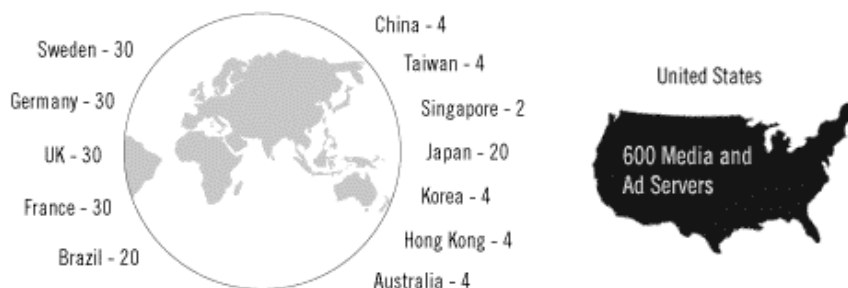 Sweden - 30
Germany - 30
UK - 30
France - 30
Brazil - 20
China - 4
Taiwan - 4
Singapore - 2
Japan - 20
Korea - 4
Hong Kong - 4
Australia - 4
United States
600 Media and
Ad Servers